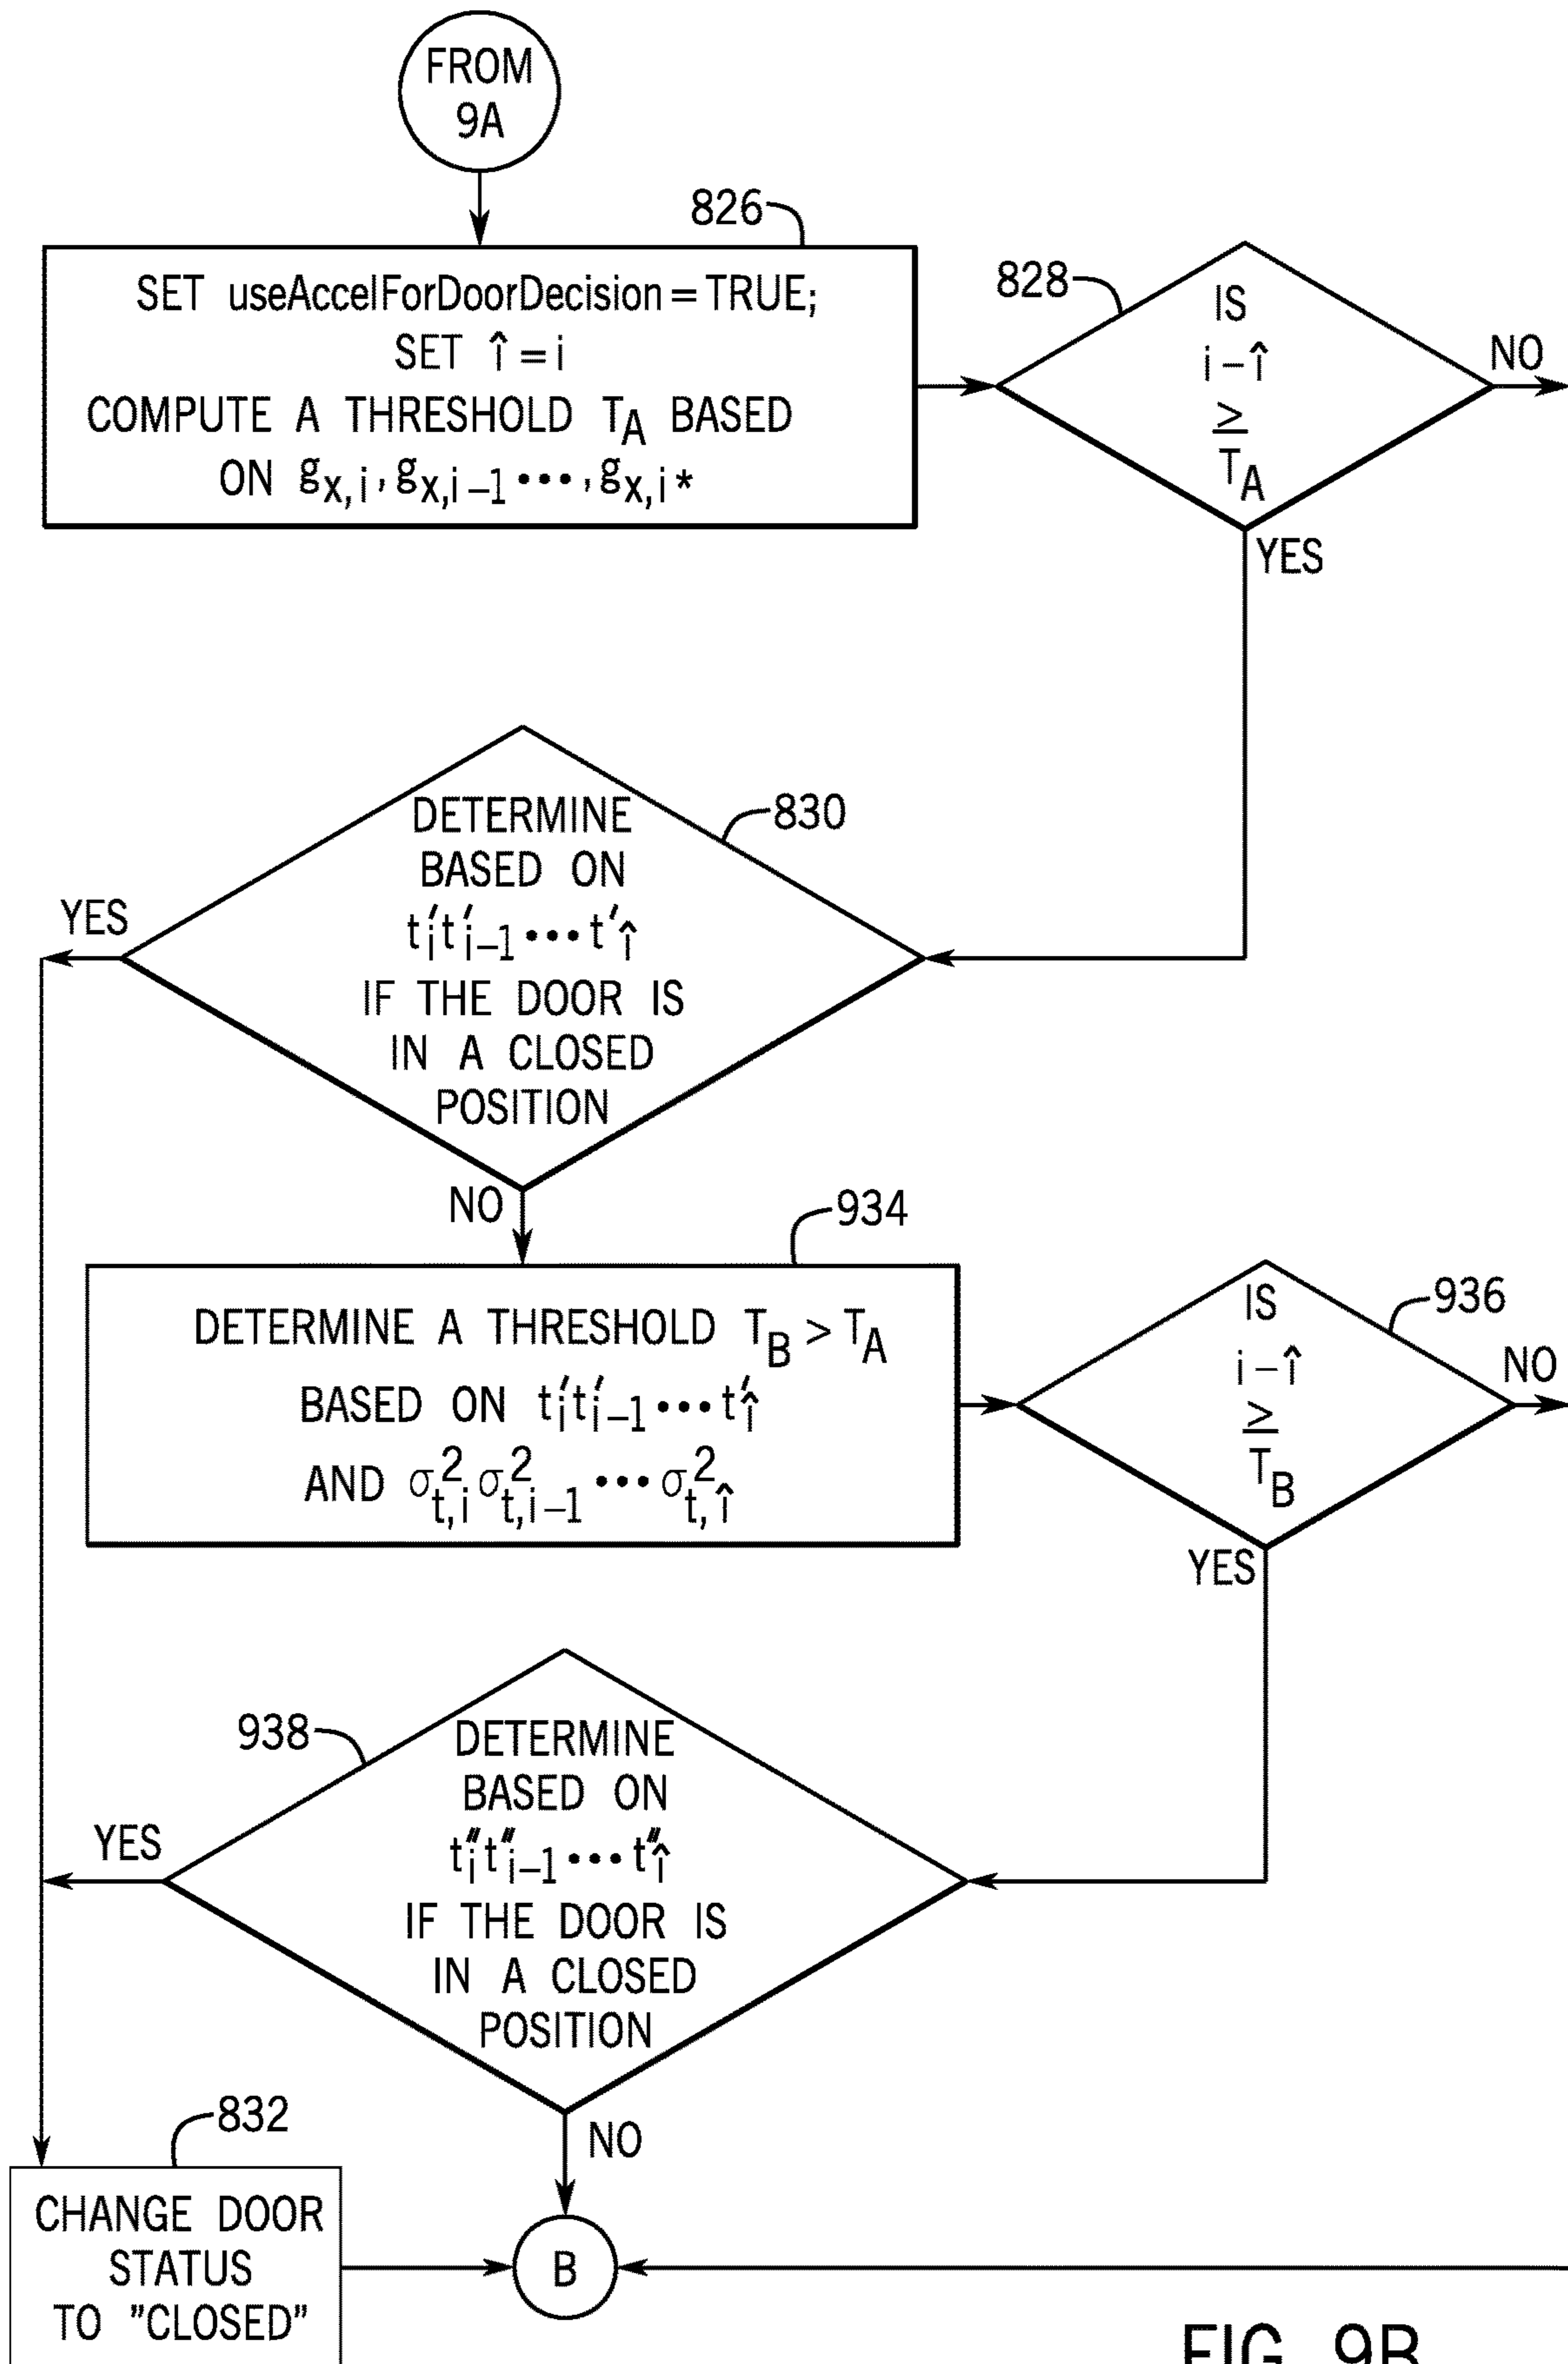 FROM
9A
826
SET useAccelForDoorDecision = TRUE;
SET î = i
COMPUTE A THRESHOLD T_A BASED
ON g_x,i, g_x,i−1 ••• , g_x,i*
828
IS
i − î
≥
T_A
NO
YES
830
DETERMINE
BASED ON
t′_i t′_i−1 ••• t′_î
IF THE DOOR IS
IN A CLOSED
POSITION
YES
NO
934
DETERMINE A THRESHOLD T_B > T_A
BASED ON t′_i t′_i−1 ••• t′_î
AND σ²_t,i σ²_t,i−1 ••• σ²_t,î
936
IS
i − î
≥
T_B
NO
YES
938
DETERMINE
BASED ON
t″_i t″_i−1 ••• t″_î
IF THE DOOR IS
IN A CLOSED
POSITION
YES
NO
832
CHANGE DOOR
STATUS
TO "CLOSED"
B
FIG. 9B